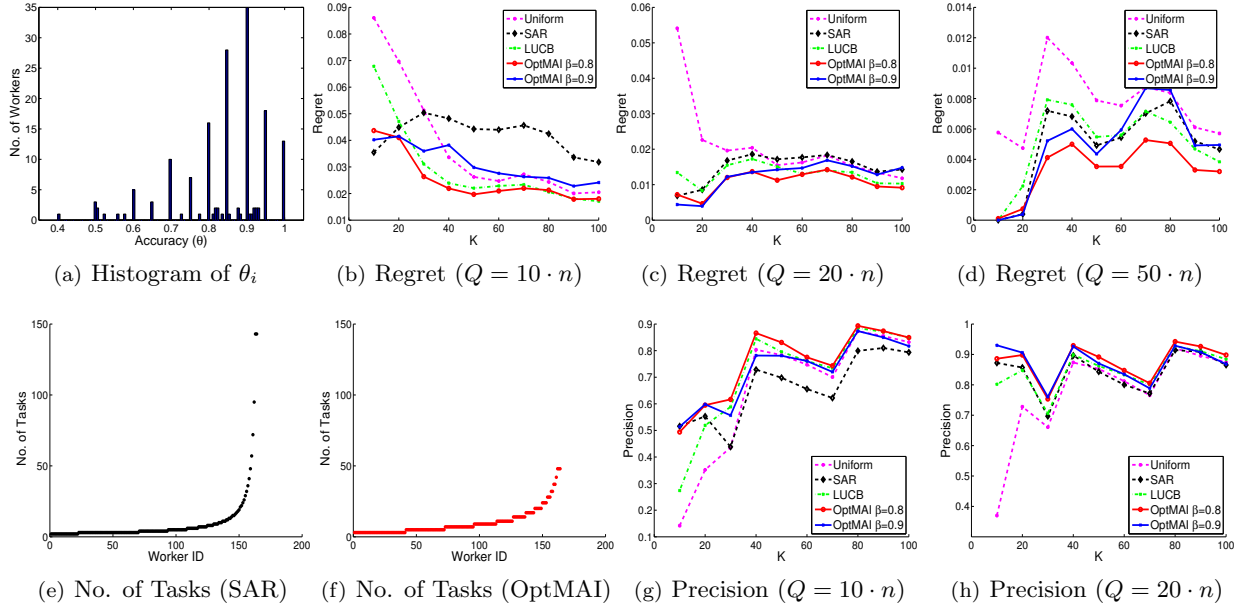 35
30
25
20
15
10
5
0
No. of Workers
0.4 0.5 0.6 0.7 0.8 0.9 1
Accuracy (θ)
(a) Histogram of θᵢ
0.09
0.08
0.07
0.06
0.05
0.04
0.03
0.02
0.01
Regret
Uniform
SAR
LUCB
OptMAI β=0.8
OptMAI β=0.9
0 20 40 60 80 100
K
(b) Regret (Q = 10 · n)
0.06
0.05
0.04
0.03
0.02
0.01
0
Regret
Uniform
SAR
LUCB
OptMAI β=0.8
OptMAI β=0.9
0 20 40 60 80 100
K
(c) Regret (Q = 20 · n)
0.014
0.012
0.01
0.008
0.006
0.004
0.002
0
Regret
Uniform
SAR
LUCB
OptMAI β=0.8
OptMAI β=0.9
0 20 40 60 80 100
K
(d) Regret (Q = 50 · n)
150
100
50
0
No. of Tasks
0 50 100 150 200
Worker ID
(e) No. of Tasks (SAR)
150
100
50
0
No. of Tasks
0 50 100 150 200
Worker ID
(f) No. of Tasks (OptMAI)
0.9
0.8
0.7
0.6
0.5
0.4
0.3
0.2
0.1
Precision
Uniform
SAR
LUCB
OptMAI β=0.8
OptMAI β=0.9
0 20 40 60 80 100
K
(g) Precision (Q = 10 · n)
1
0.9
0.8
0.7
0.6
0.5
0.4
Precision
Uniform
SAR
LUCB
OptMAI β=0.8
OptMAI β=0.9
0 20 40 60 80 100
K
(h) Precision (Q = 20 · n)